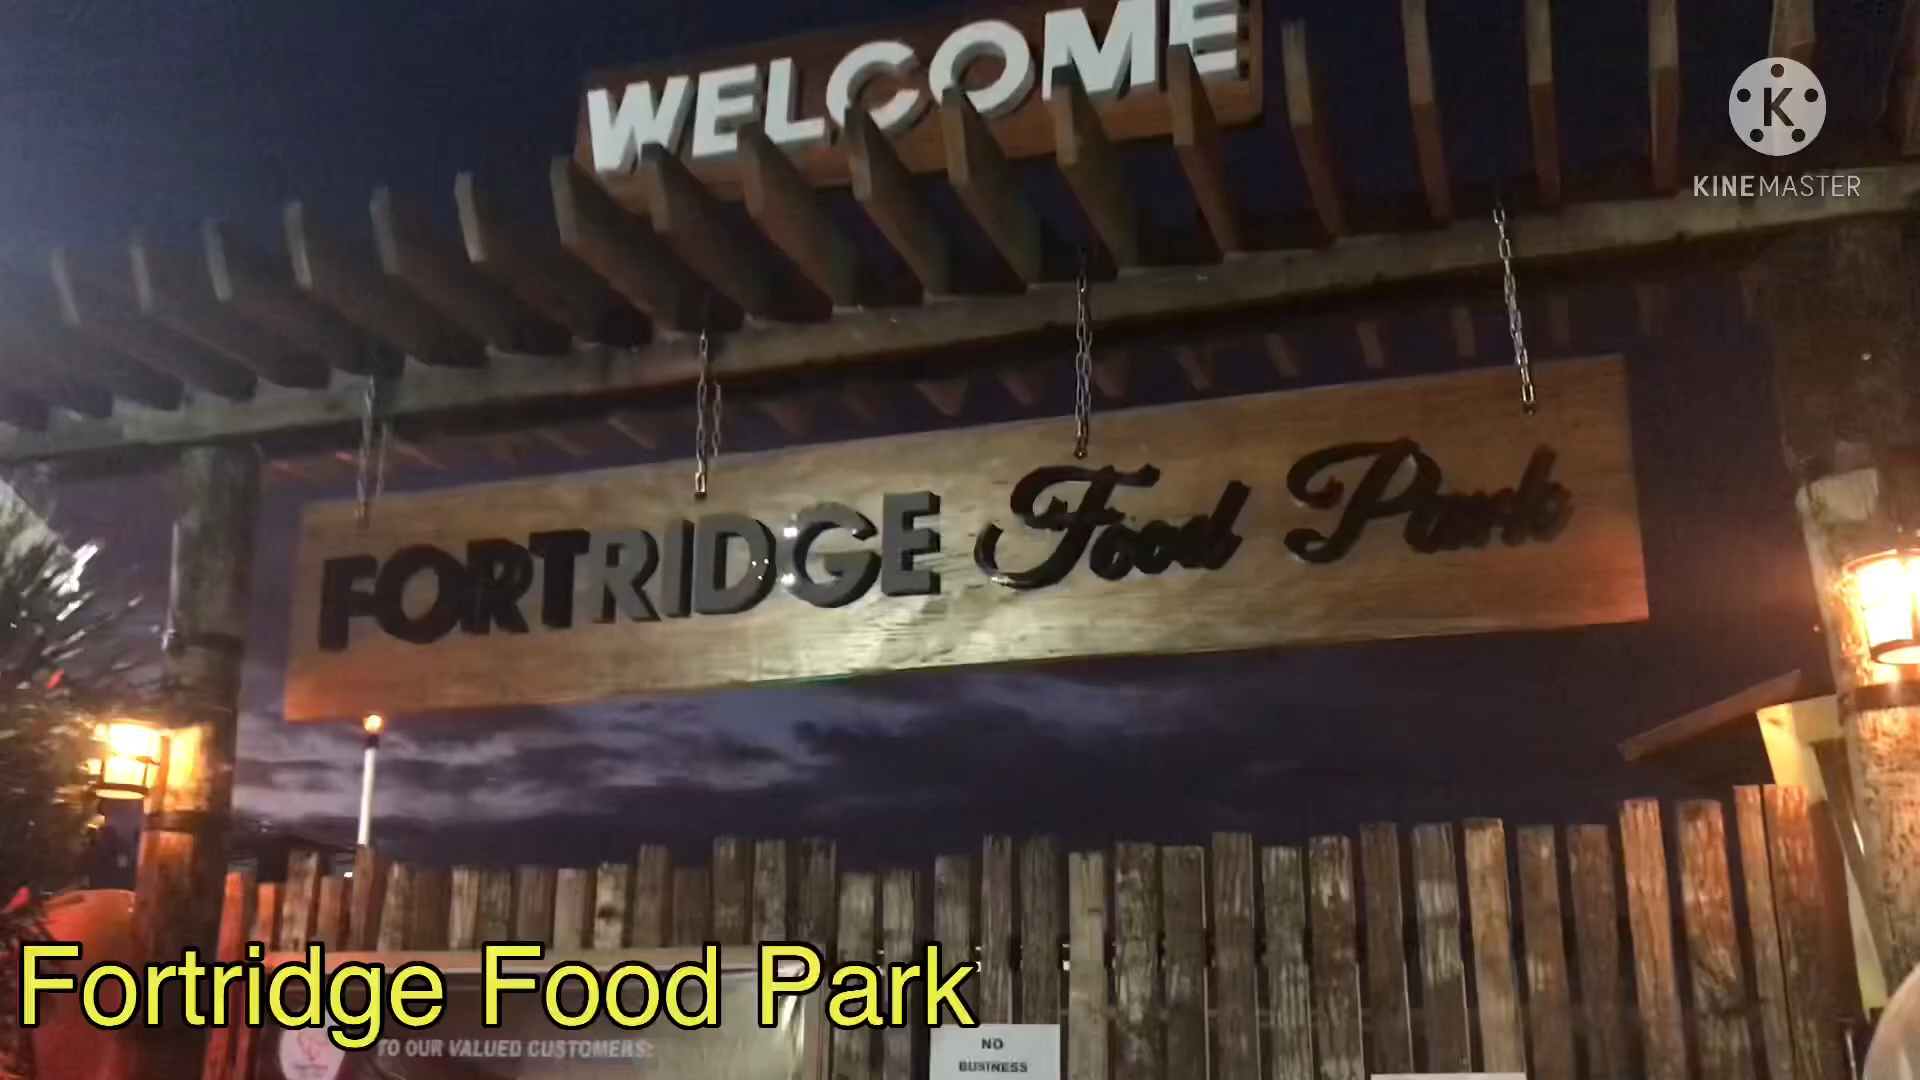 WELCOME
K
KINEMASTER
FORTRIDGE Food Park
Fortridge Food Park
TO OUR VALUED CUSTOMERS:
NO
BUSINESS